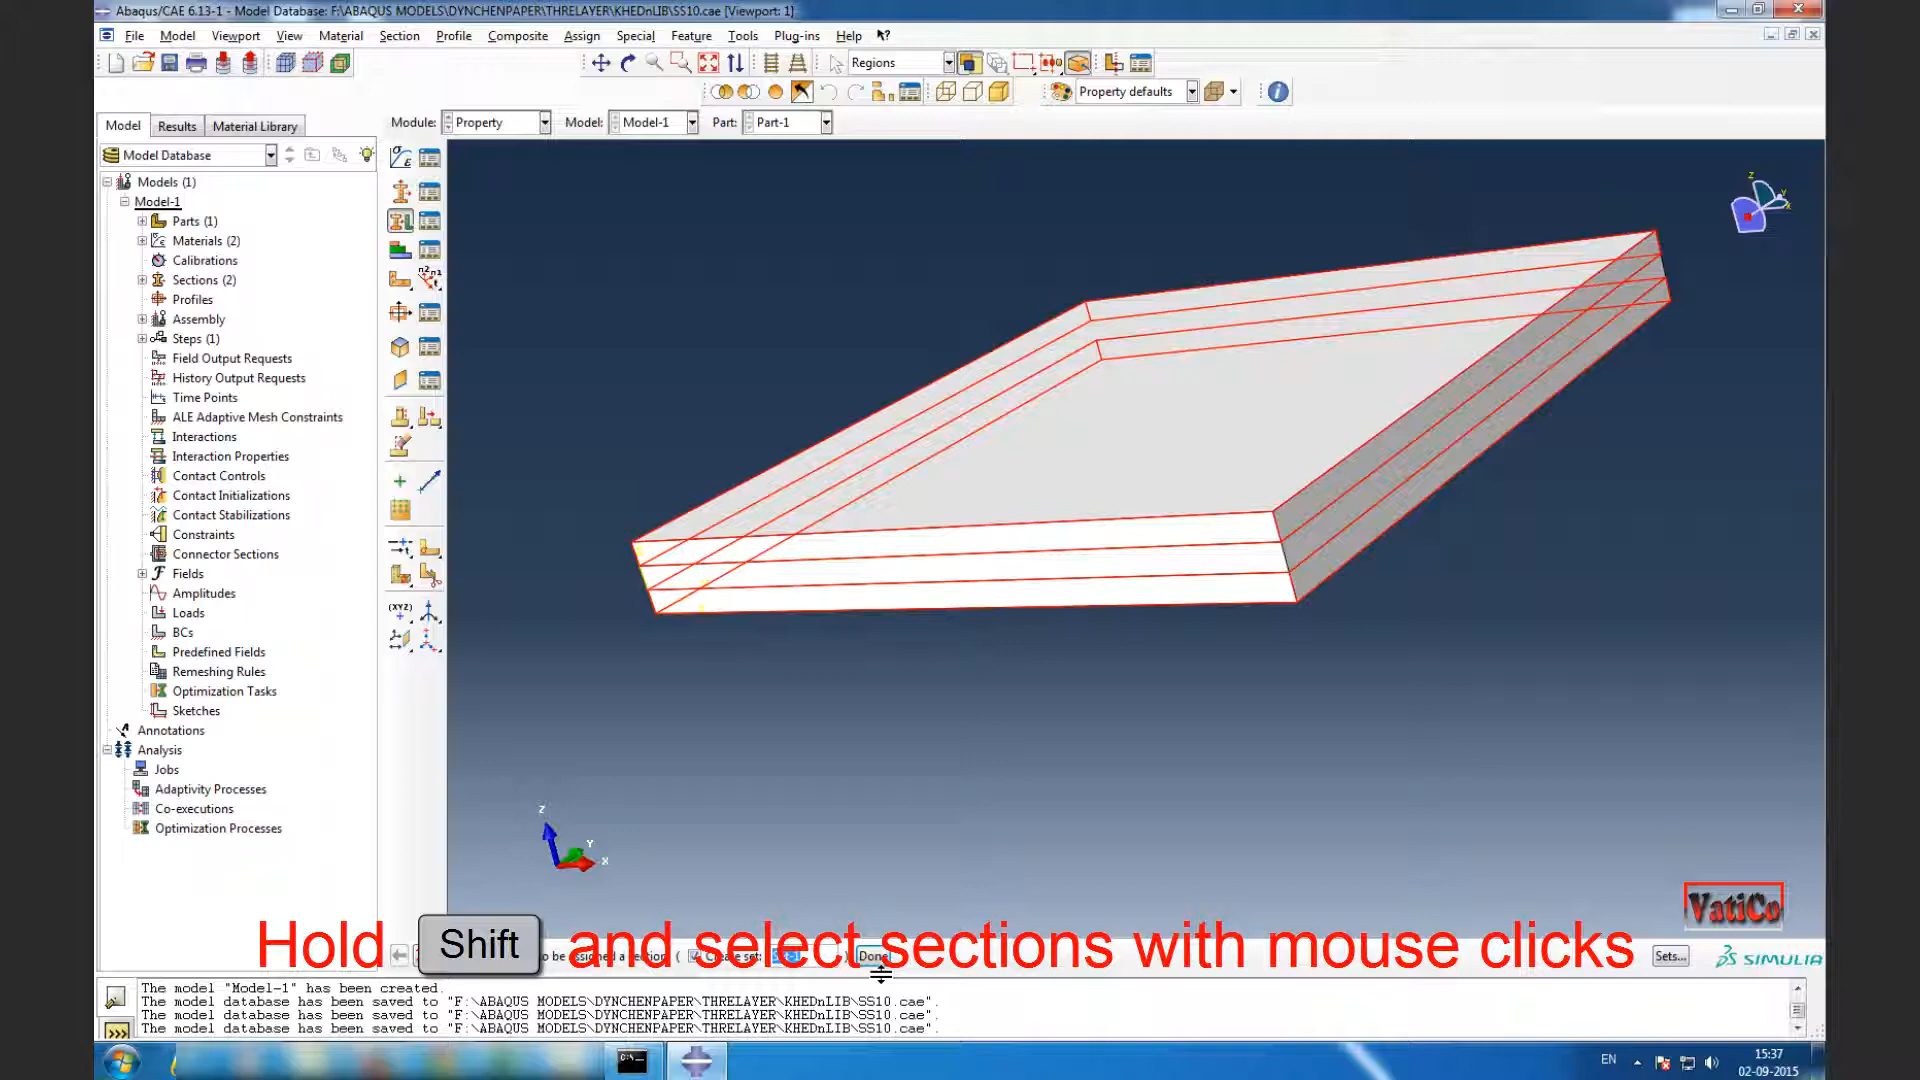 Abaqus/CAE 6.13-1 - Model Database: F:\ABAQUS MODELS\DYNCHENPAPER\THRELAYER\KHEDnLIB\SS10.cae [Viewport: 1]
File Model Viewport View Material Section Profile Composite Assign Special Feature Tools Plug-ins Help
Regions
Property defaults
Model Results Material Library
Module: Property Model: Model-1 Part: Part-1
Model Database
Models (1)
Model-1
Parts (1)
Materials (2)
Calibrations
Sections (2)
Profiles
Assembly
Steps (1)
Field Output Requests
History Output Requests
Time Points
ALE Adaptive Mesh Constraints
Interactions
Interaction Properties
Contact Controls
Contact Initializations
Contact Stabilizations
Constraints
Connector Sections
Fields
Amplitudes
Loads
BCs
Predefined Fields
Remeshing Rules
Optimization Tasks
Sketches
Annotations
Analysis
Jobs
Adaptivity Processes
Co-executions
Optimization Processes
(XYZ)
Z
Y
X
Z
Y
X
VatiCo
Hold Shift and select sections with mouse clicks
to be assigned a section ( Create set: ) Done
Sets...
SIMULIA
The model "Model-1" has been created.
The model database has been saved to "F:\ABAQUS MODELS\DYNCHENPAPER\THRELAYER\KHEDnLIB\SS10.cae".
The model database has been saved to "F:\ABAQUS MODELS\DYNCHENPAPER\THRELAYER\KHEDnLIB\SS10.cae".
The model database has been saved to "F:\ABAQUS MODELS\DYNCHENPAPER\THRELAYER\KHEDnLIB\SS10.cae".
>>>
EN
15:37
02-09-2015